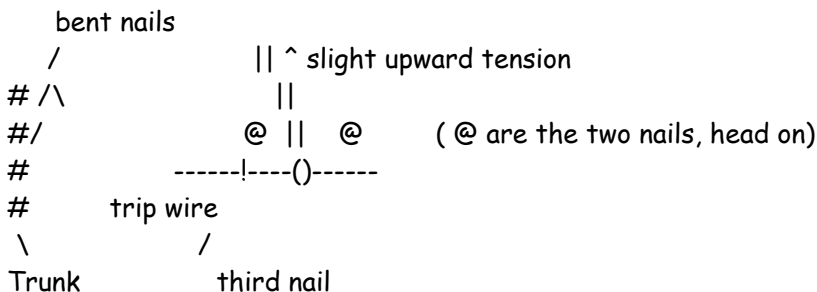 bent nails
/ || ^ slight upward tension
# /\ ||
#/ @ || @ ( @ are the two nails, head on)
# ------!----()------
# trip wire
\ /
Trunk third nail